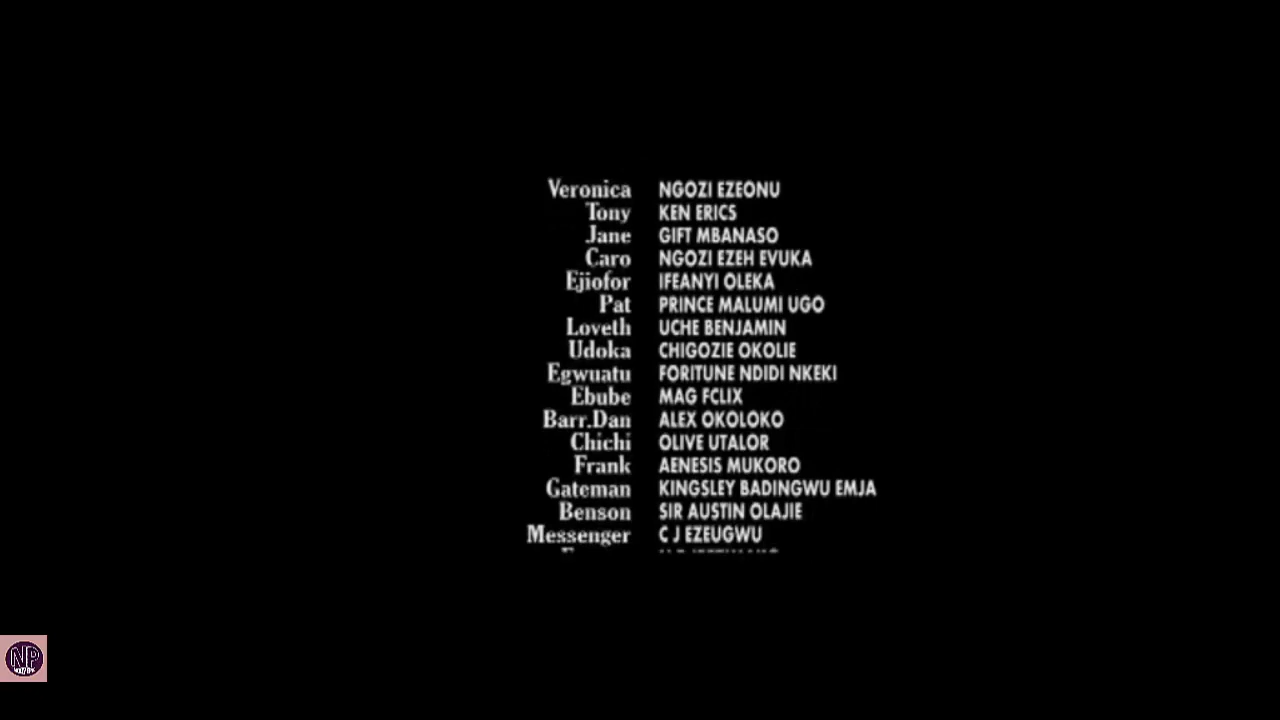 Veronica NGOZI EZEONU
Tony KEN ERICS
Jane GIFT MBANASO
Caro NGOZI EZEH EVUKA
Ejiofor IFEANYI OLEKA
Pat PRINCE MALUMI UGO
Loveth UCHE BENJAMIN
Udoka CHIGOZIE OKOLIE
Egwuatu FORITUNE NDIDI NKEKI
Ebube MAG FCLIX
Barr.Dan ALEX OKOLOKO
Chichi OLIVE UTALOR
Frank AENESIS MUKORO
Gateman KINGSLEY BADINGWU EMJA
Benson SIR AUSTIN OLAJIE
Messenger C J EZEUGWU
NP